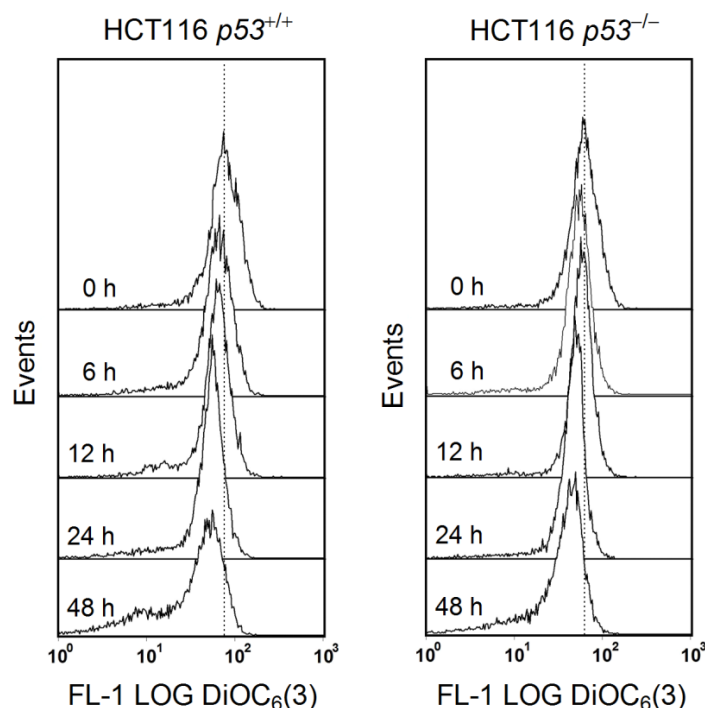 HCT116 p53⁺/⁺ HCT116 p53⁻/⁻
0 h 0 h
6 h 6 h
12 h 12 h
24 h 24 h
48 h 48 h
Events Events
10⁰ 10¹ 10² 10³ 10⁰ 10¹ 10² 10³
FL-1 LOG DiOC₆(3) FL-1 LOG DiOC₆(3)